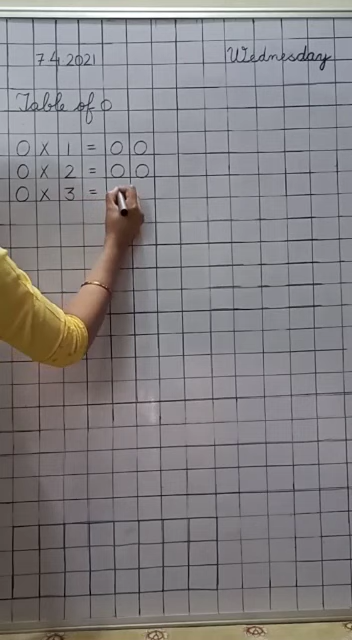 7 4 2021 Wednesday
Table of 0
0 × 1 = 0 0
0 × 2 = 0 0
0 × 3 =